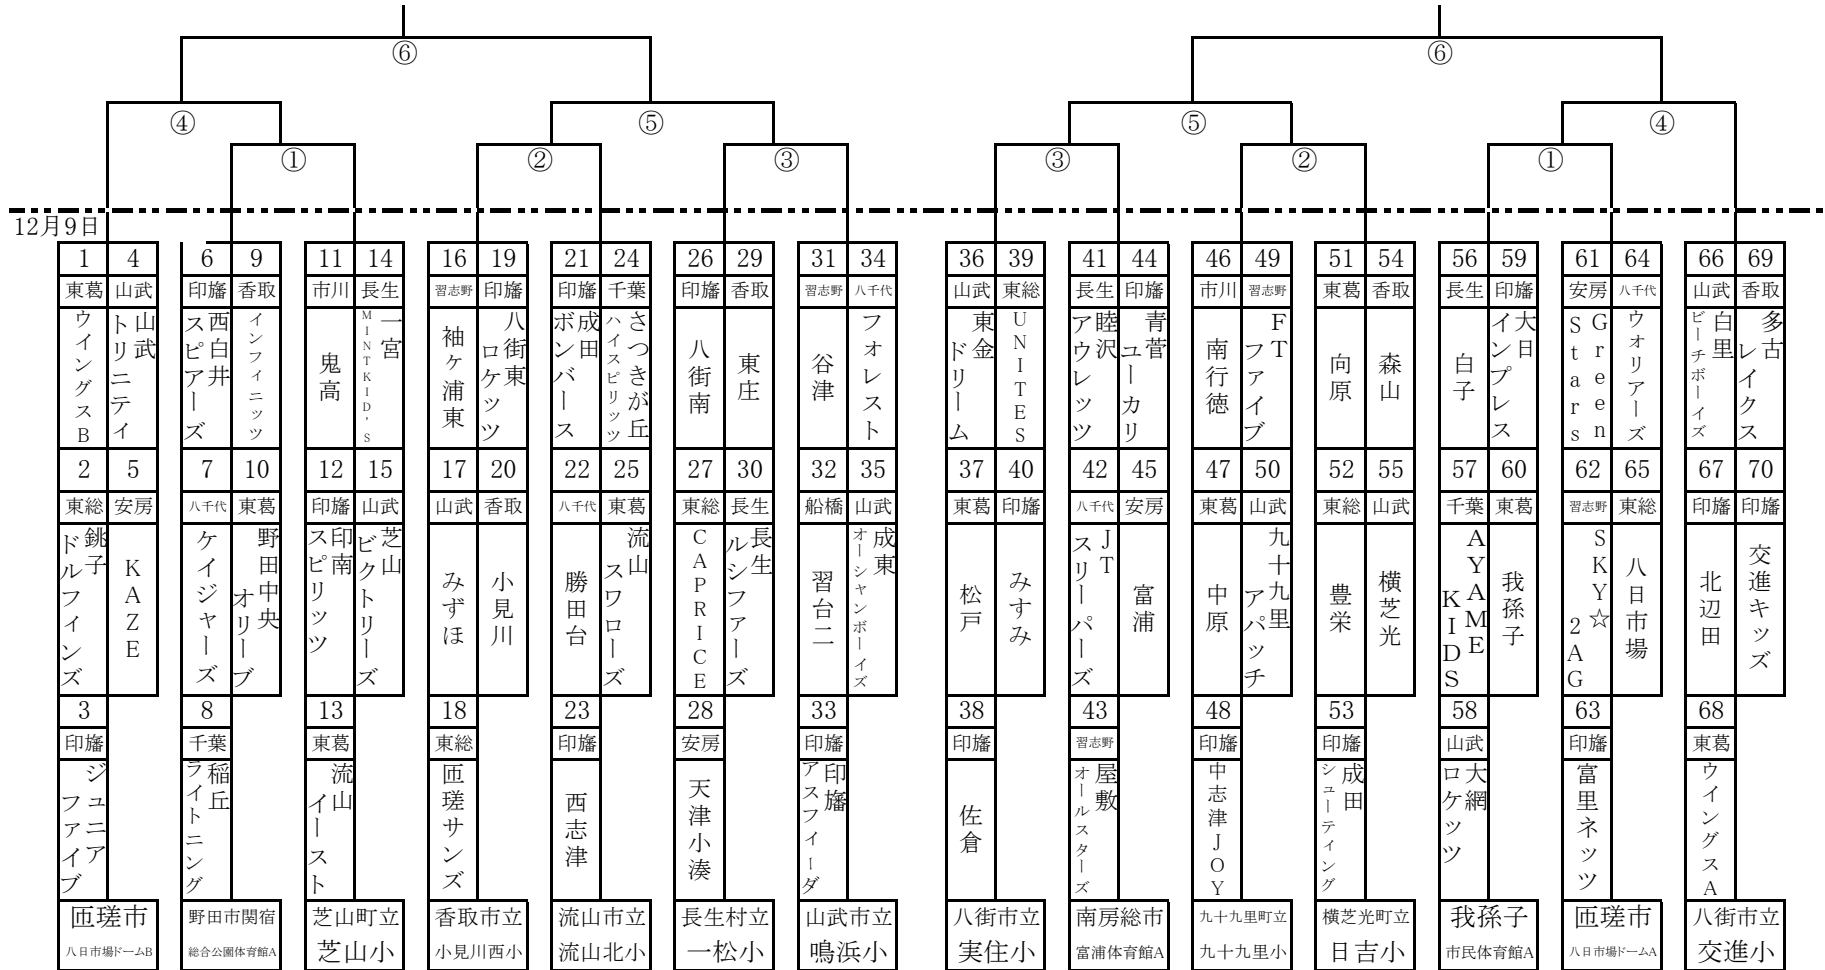 ⑥ ⑥
④ ⑤ ⑤ ④
① ② ③ ③ ② ①
12月9日
1 4 6 9 11 14 16 19 21 24 26 29 31 34 36 39 41 44 46 49 51 54 56 59 61 64 66 69
東葛 山武 印旛 香取 市川 長生 習志野 印旛 印旛 千葉 印旛 香取 習志野 八千代 山武 東総 長生 印旛 市川 習志野 東葛 香取 長生 印旛 安房 八千代 山武 香取
ウイングスB
山武トリニティ
西白井スピアーズ
インフィニッツ
鬼高
一宮MINTKID'S
袖ヶ浦東
八街東ロケッツ
成田ボンバース
さつきが丘ハイスピリッツ
八街南
東庄
谷津
フォレスト
東金ドリーム
UNITES
睦沢アウレッツ
青菅ユーカリ
南行徳
FTファイブ
向原
森山
白子
大日インプレス
Green Stars
ウオリアーズ
白里ビーチボーイズ
多古レイクス
2 5 7 10 12 15 17 20 22 25 27 30 32 35 37 40 42 45 47 50 52 55 57 60 62 65 67 70
東総 安房 八千代 東葛 印旛 山武 山武 香取 八千代 東葛 東総 長生 船橋 山武 東葛 印旛 八千代 安房 東葛 山武 東総 山武 千葉 東葛 習志野 東総 印旛 印旛
銚子ドルフィンズ
KAZE
ケイジャーズ
野田中央オリーブ
印南スピリッツ
芝山ビクトリーズ
みずほ
小見川
勝田台
流山スワローズ
CAPRICE
長生ルシファーズ
習台二
成東オーシャンボーイズ
松戸
みすみ
JTスリーパーズ
富浦
中原
九十九里アパッチ
豊栄
横芝光
AYAME KIDS
我孫子
SKY☆2AG
八日市場
北辺田
交進キッズ
3 8 13 18 23 28 33 38 43 48 53 58 63 68
印旛 千葉 東葛 東総 印旛 安房 印旛 印旛 習志野 印旛 印旛 山武 印旛 東葛
ジュニアファイブ
稲丘ライトニング
流山イースト
匝瑳サンズ
西志津
天津小湊
印旛アスフィーダ
佐倉
屋敷オールスターズ
中志津JOY
成田シューティング
大網ロケッツ
富里ネッツ
ウイングスA
匝瑳市 野田市関宿 芝山町立 香取市立 流山市立 長生村立 山武市立 八街市立 南房総市 九十九里町立 横芝光町立 我孫子 匝瑳市 八街市立
八日市場ドームB 総合公園体育館A 芝山小 小見川西小 流山北小 一松小 鳴浜小 実住小 富浦体育館A 九十九里小 日吉小 市民体育館A 八日市場ドームA 交進小